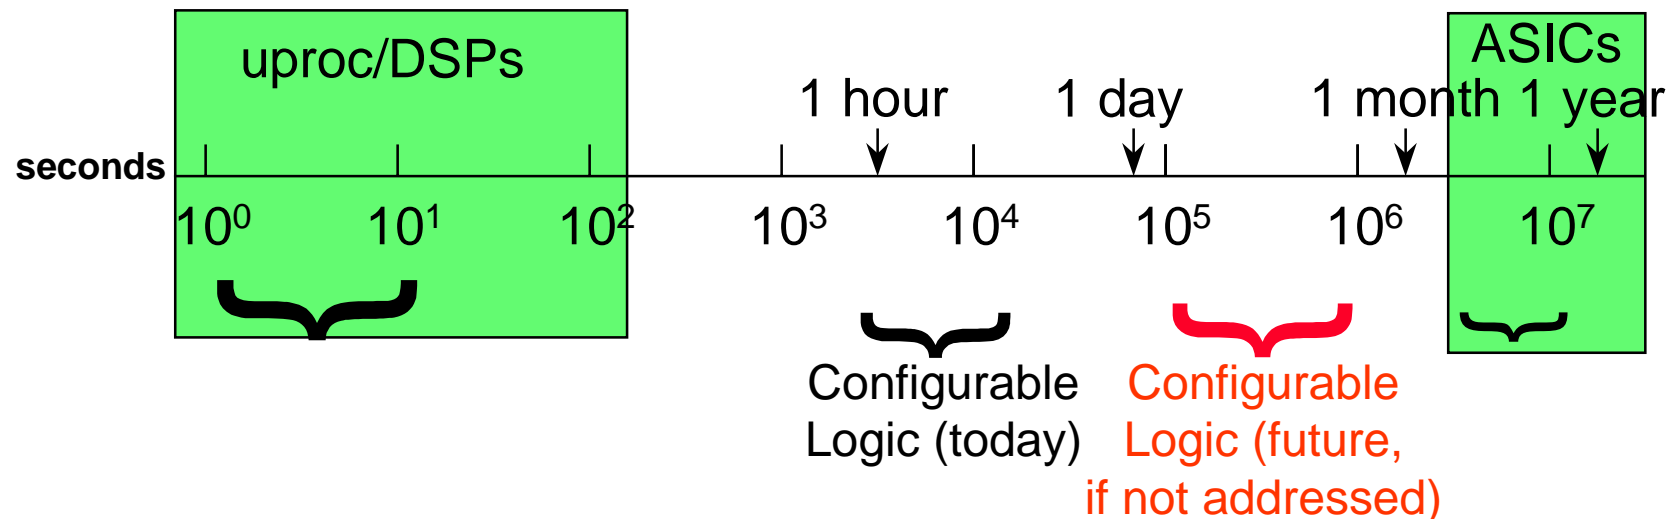 uproc/DSPs
ASICs
1 hour 1 day 1 month 1 year
seconds
10⁰ 10¹ 10² 10³ 10⁴ 10⁵ 10⁶ 10⁷
Configurable
Logic (today)
Configurable
Logic (future,
if not addressed)